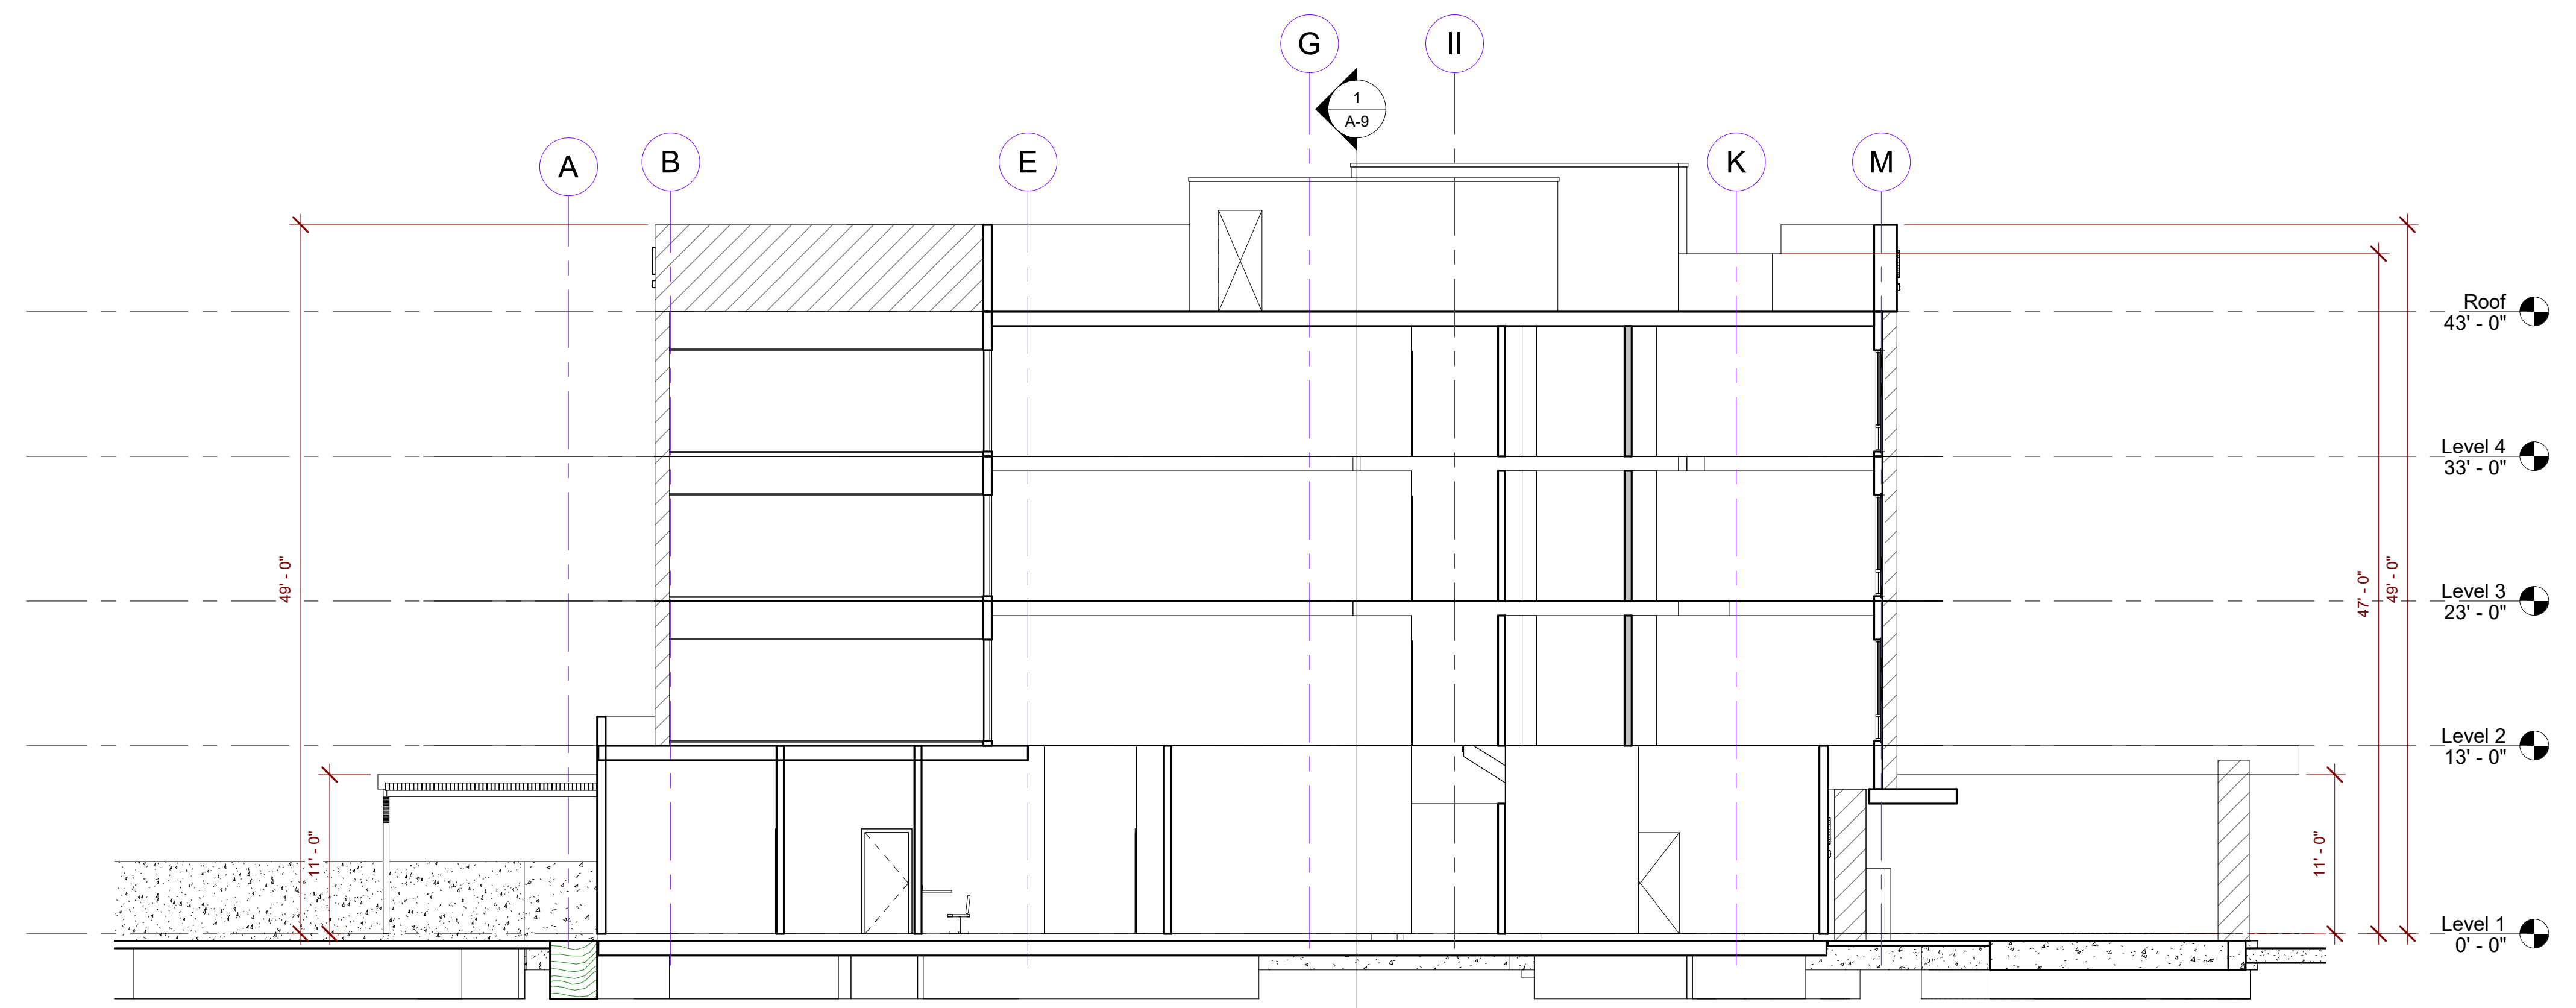 G
II
1
A-9
A
B
E
K
M
Roof
43' - 0"
Level 4
33' - 0"
49' - 0"
47' - 0"
49' - 0"
Level 3
23' - 0"
Level 2
13' - 0"
11' - 0"
11' - 0"
Level 1
0' - 0"